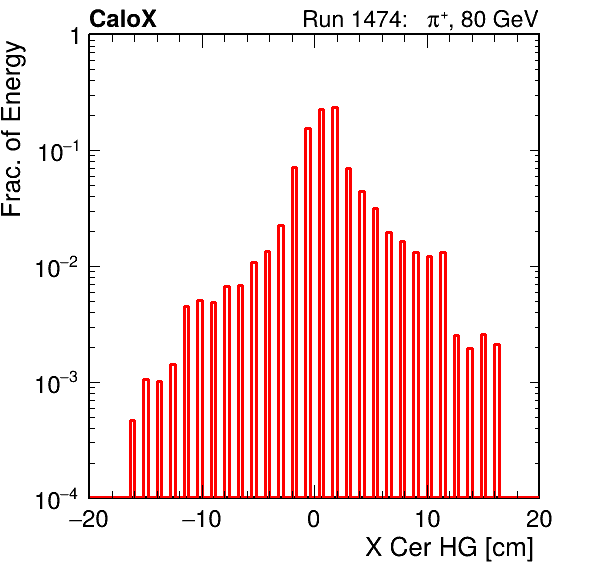 CaloX Run 1474: π⁺, 80 GeV
Frac. of Energy
1
10⁻¹
10⁻²
10⁻³
10⁻⁴
−20 −10 0 10 20
X Cer HG [cm]